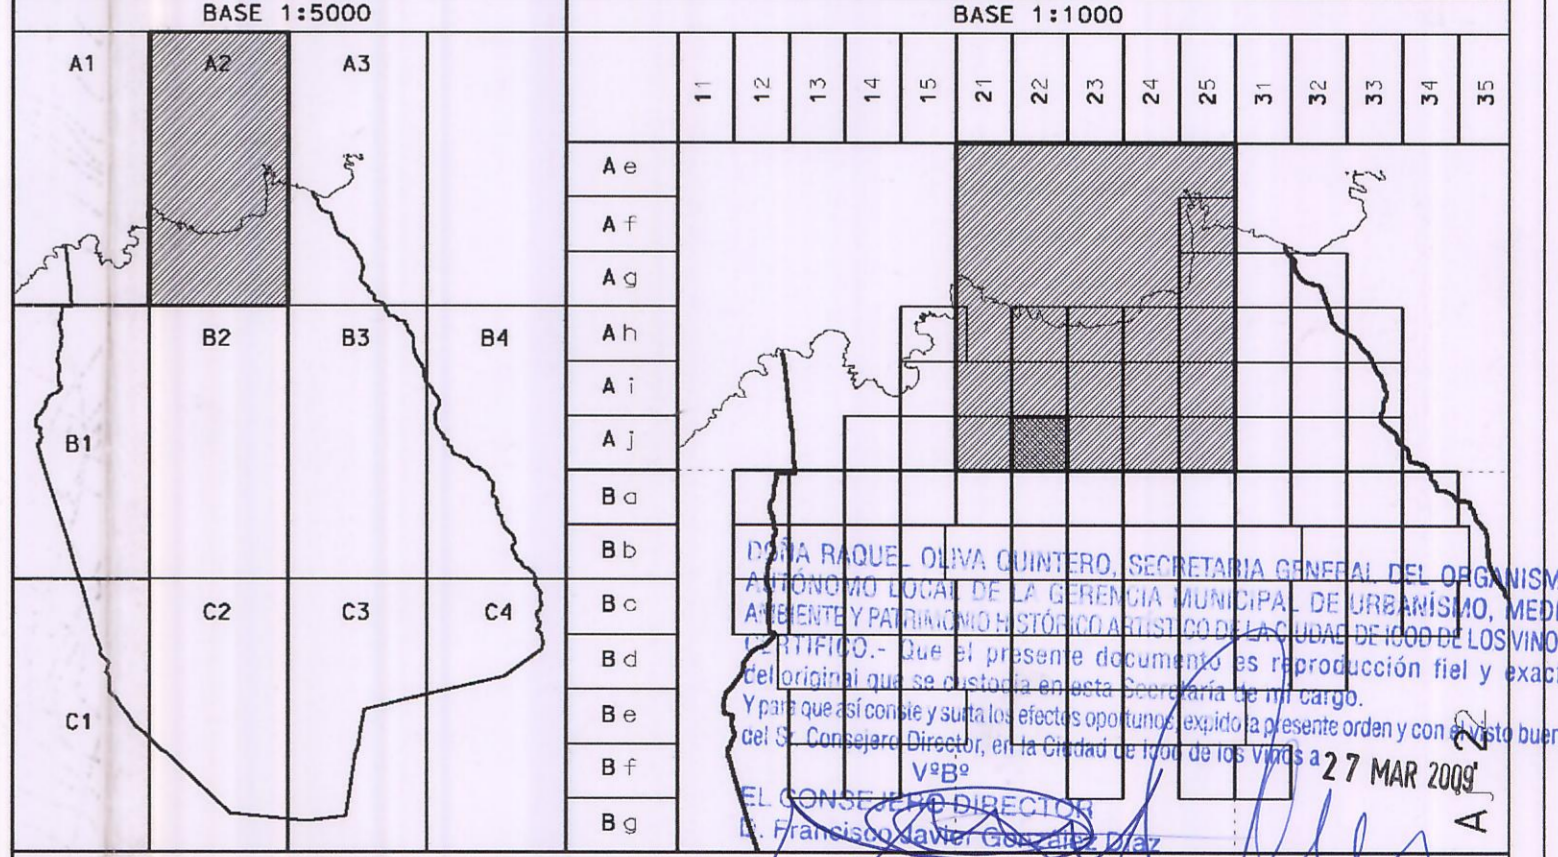 BASE 1:5000
BASE 1:1000
A1
A2
A3
B1
B2
B3
B4
C1
C2
C3
C4
11
12
13
14
15
21
22
23
24
25
31
32
33
34
35
Ae
Af
Ag
Ah
Ai
Aj
Ba
Bb
Bc
Bd
Be
Bf
Bg
DOÑA RAQUEL OLIVA QUINTERO, SECRETARIA GENERAL DEL ORGANISM
AUTÓNOMO LOCAL DE LA GERENCIA MUNICIPAL DE URBANÍSMO, MEDI
AMBIENTE Y PATRIMONIO HISTÓRICO ARTÍSTICO DE LA CIUDAD DE ICOD DE LOS VINO
CERTIFICO.- Que el presente documento es reproducción fiel y exac
del original que se custodia en esta Secretaría de mi cargo.
Y para que así conste y surta los efectos oportunos, expido la presente orden y con el visto buen
del Sr. Consejero Director, en la Ciudad de Icod de los Vinos a 27 MAR 2009
VºBº
EL CONSEJERO DIRECTOR
D. Francisco Javier González Díaz
A 22